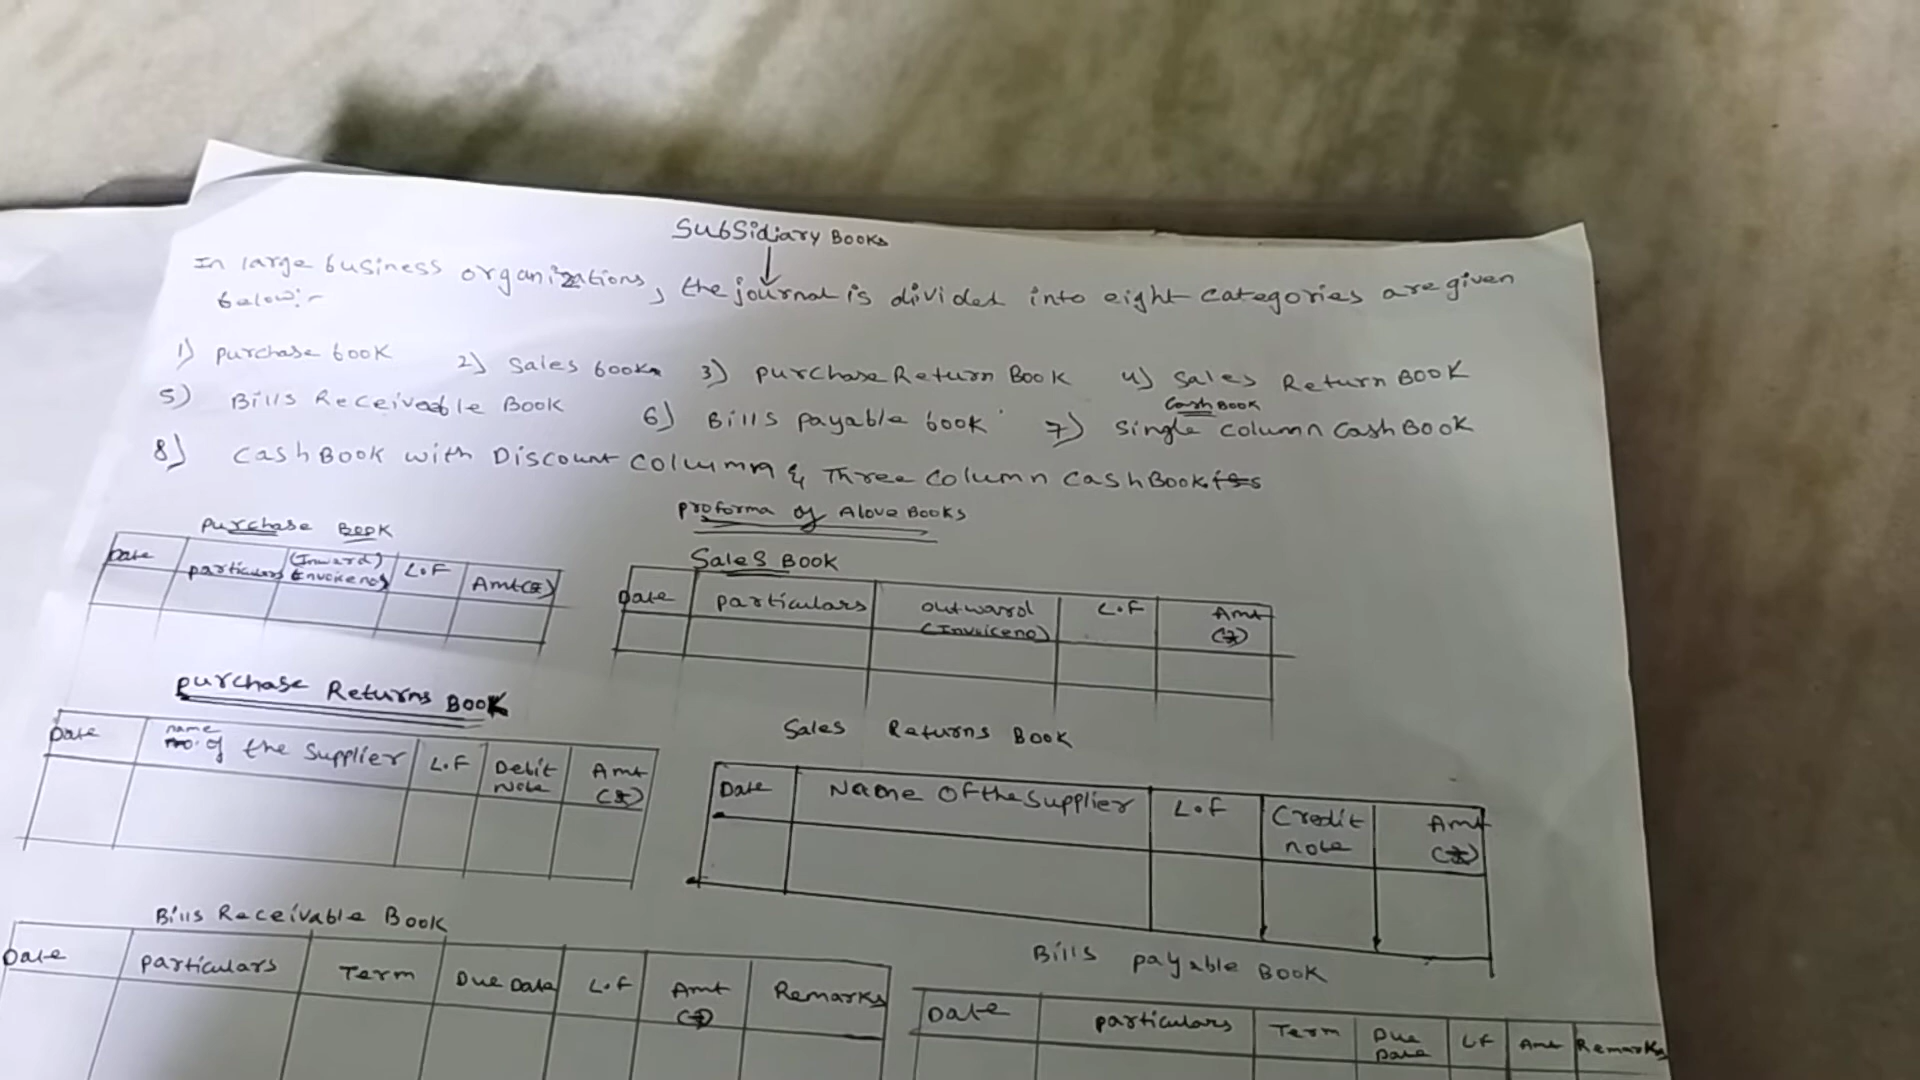 SubSidiary Books
In large business organizations, the journal is divided into eight categories are given
below:-
1) purchase book 2) Sales book 3) purchase Return Book 4) Sales Return BOOK
5) Bills Receivable Book 6) Bills payable book 7) Single column Cash Book
Cash Book
8) Cash Book with Discount Column & Three Column Cash Book
proforma of Alove Books
Purchase Book
Date particulars (Inward) Invoice no L.F Amt(₹)
Sales Book
Date particulars outward (Invoice no) L.F Amt (₹)
purchase Returns Book
Date name of the Supplier L.F Debit Note Amt (₹)
Sales Returns Book
Date Name Of the Supplier L.F Credit note Amt (₹)
Bills Receivable Book
Date particulars Term Due Date L.F Amt (₹) Remarks
Bills payable Book
Date particulars Term Due Date LF Amt Remarks